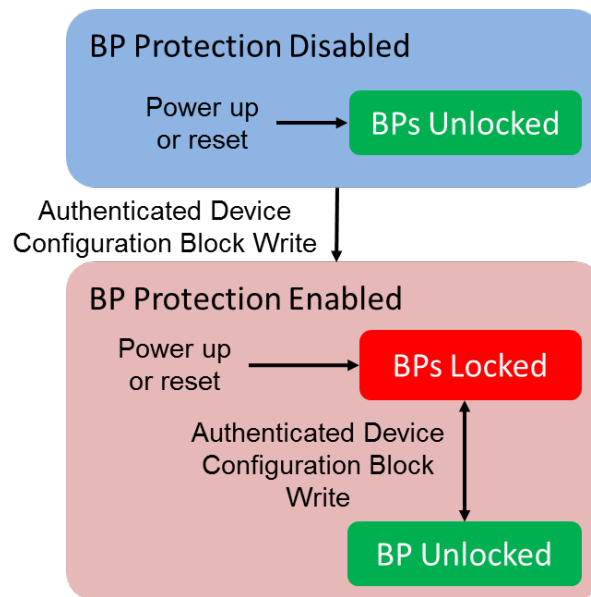 BP Protection Disabled
Power up
or reset
BPs Unlocked
Authenticated Device
Configuration Block Write
BP Protection Enabled
Power up
or reset
BPs Locked
Authenticated Device
Configuration Block
Write
BP Unlocked